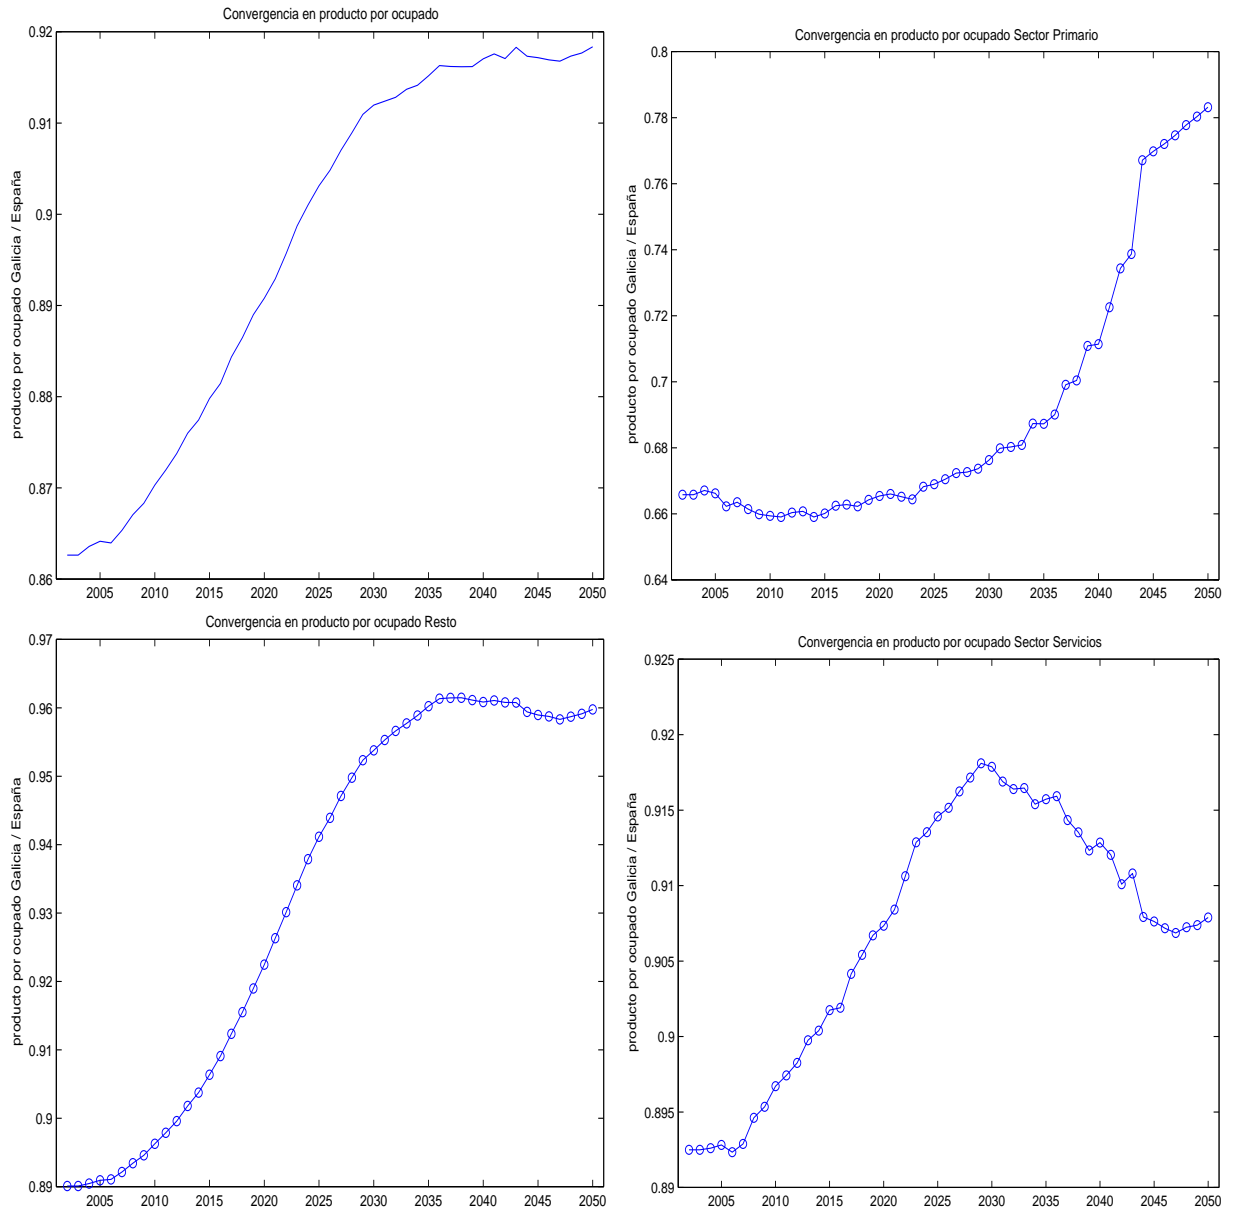 Convergencia en producto por ocupado
0.92
0.91
0.9
0.89
0.88
0.87
0.86
producto por ocupado Galicia / España
2005 2010 2015 2020 2025 2030 2035 2040 2045 2050
Convergencia en producto por ocupado Sector Primario
0.8
0.78
0.76
0.74
0.72
0.7
0.68
0.66
0.64
producto por ocupado Galicia / España
2005 2010 2015 2020 2025 2030 2035 2040 2045 2050
Convergencia en producto por ocupado Resto
0.97
0.96
0.95
0.94
0.93
0.92
0.91
0.9
0.89
producto por ocupado Galicia / España
2005 2010 2015 2020 2025 2030 2035 2040 2045 2050
Convergencia en producto por ocupado Sector Servicios
0.925
0.92
0.915
0.91
0.905
0.9
0.895
0.89
producto por ocupado Galicia / España
2005 2010 2015 2020 2025 2030 2035 2040 2045 2050